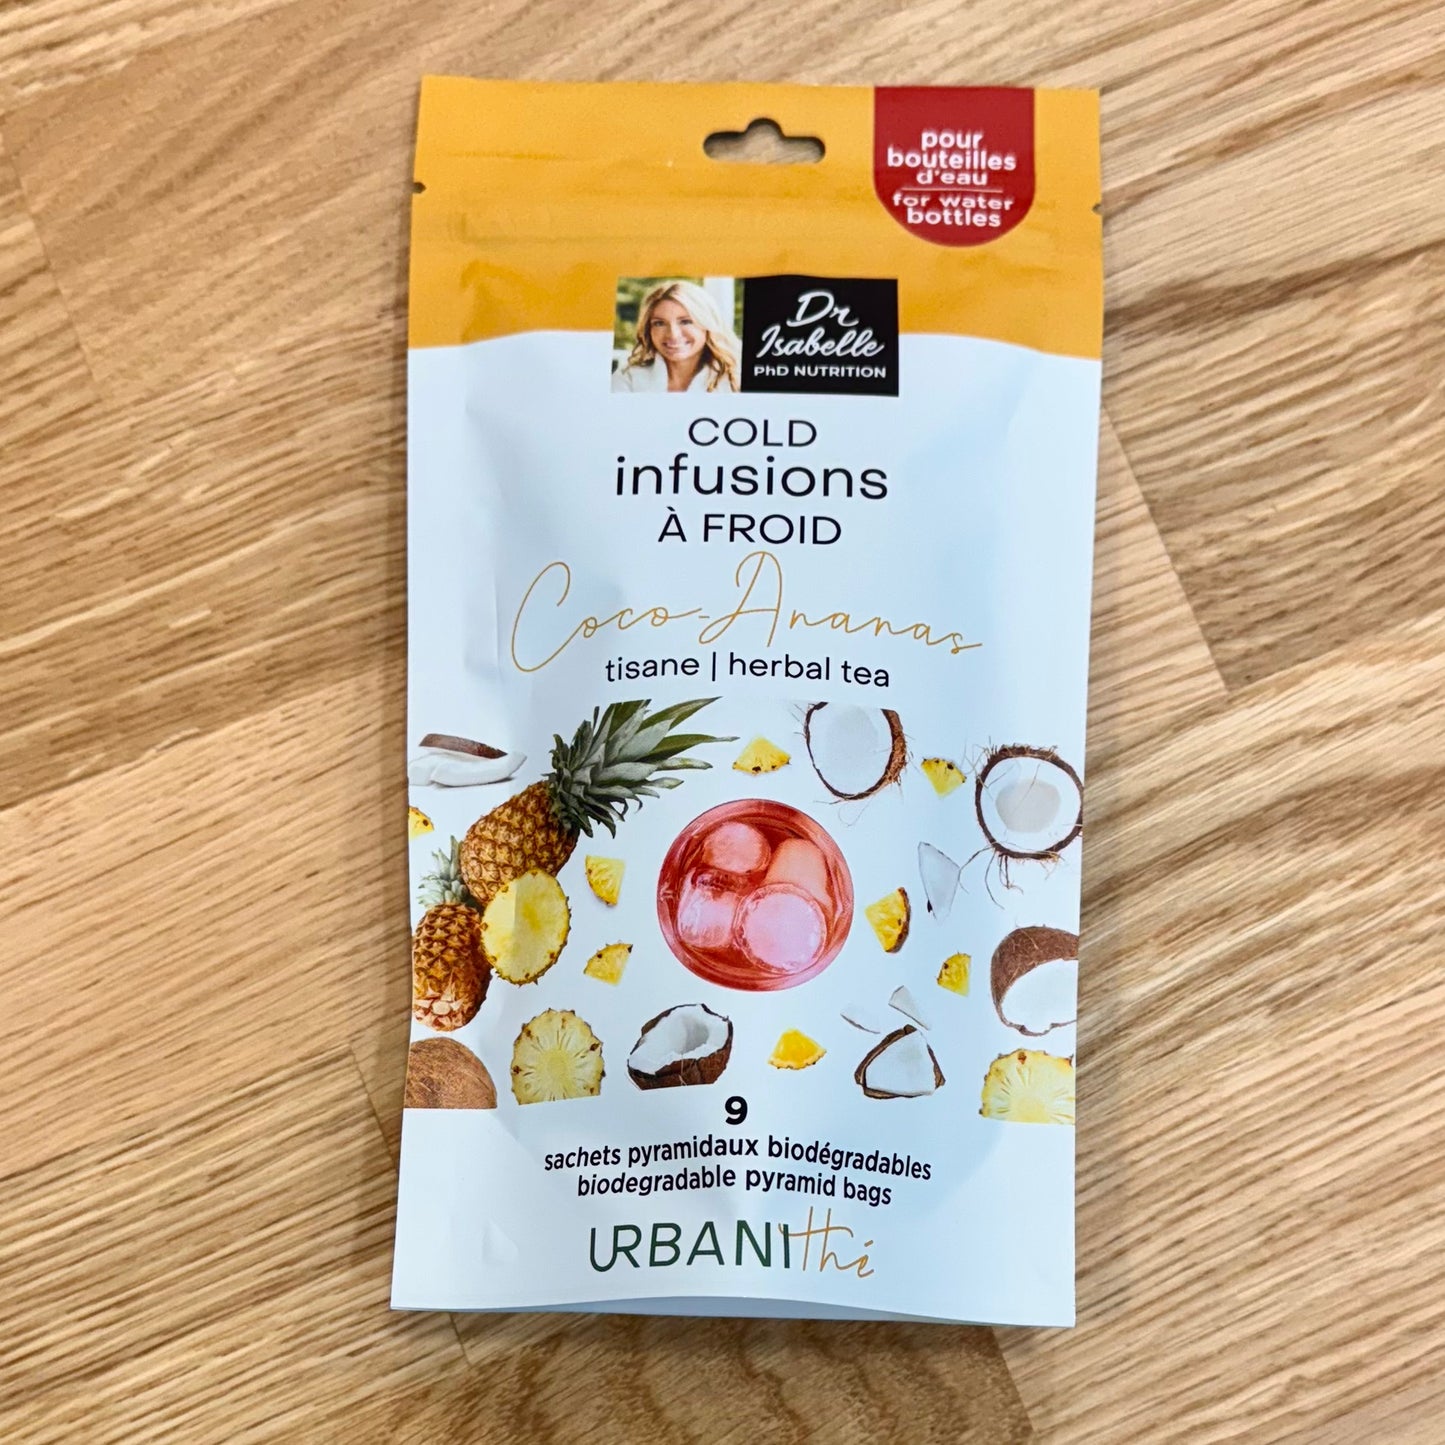 pour
bouteilles
d'eau
for water
bottles
Dr
Isabelle
PhD NUTRITION
COLD
infusions
À FROID
Coco-Ananas
tisane | herbal tea
9
sachets pyramidaux biodégradables
biodegradable pyramid bags
URBANIthé